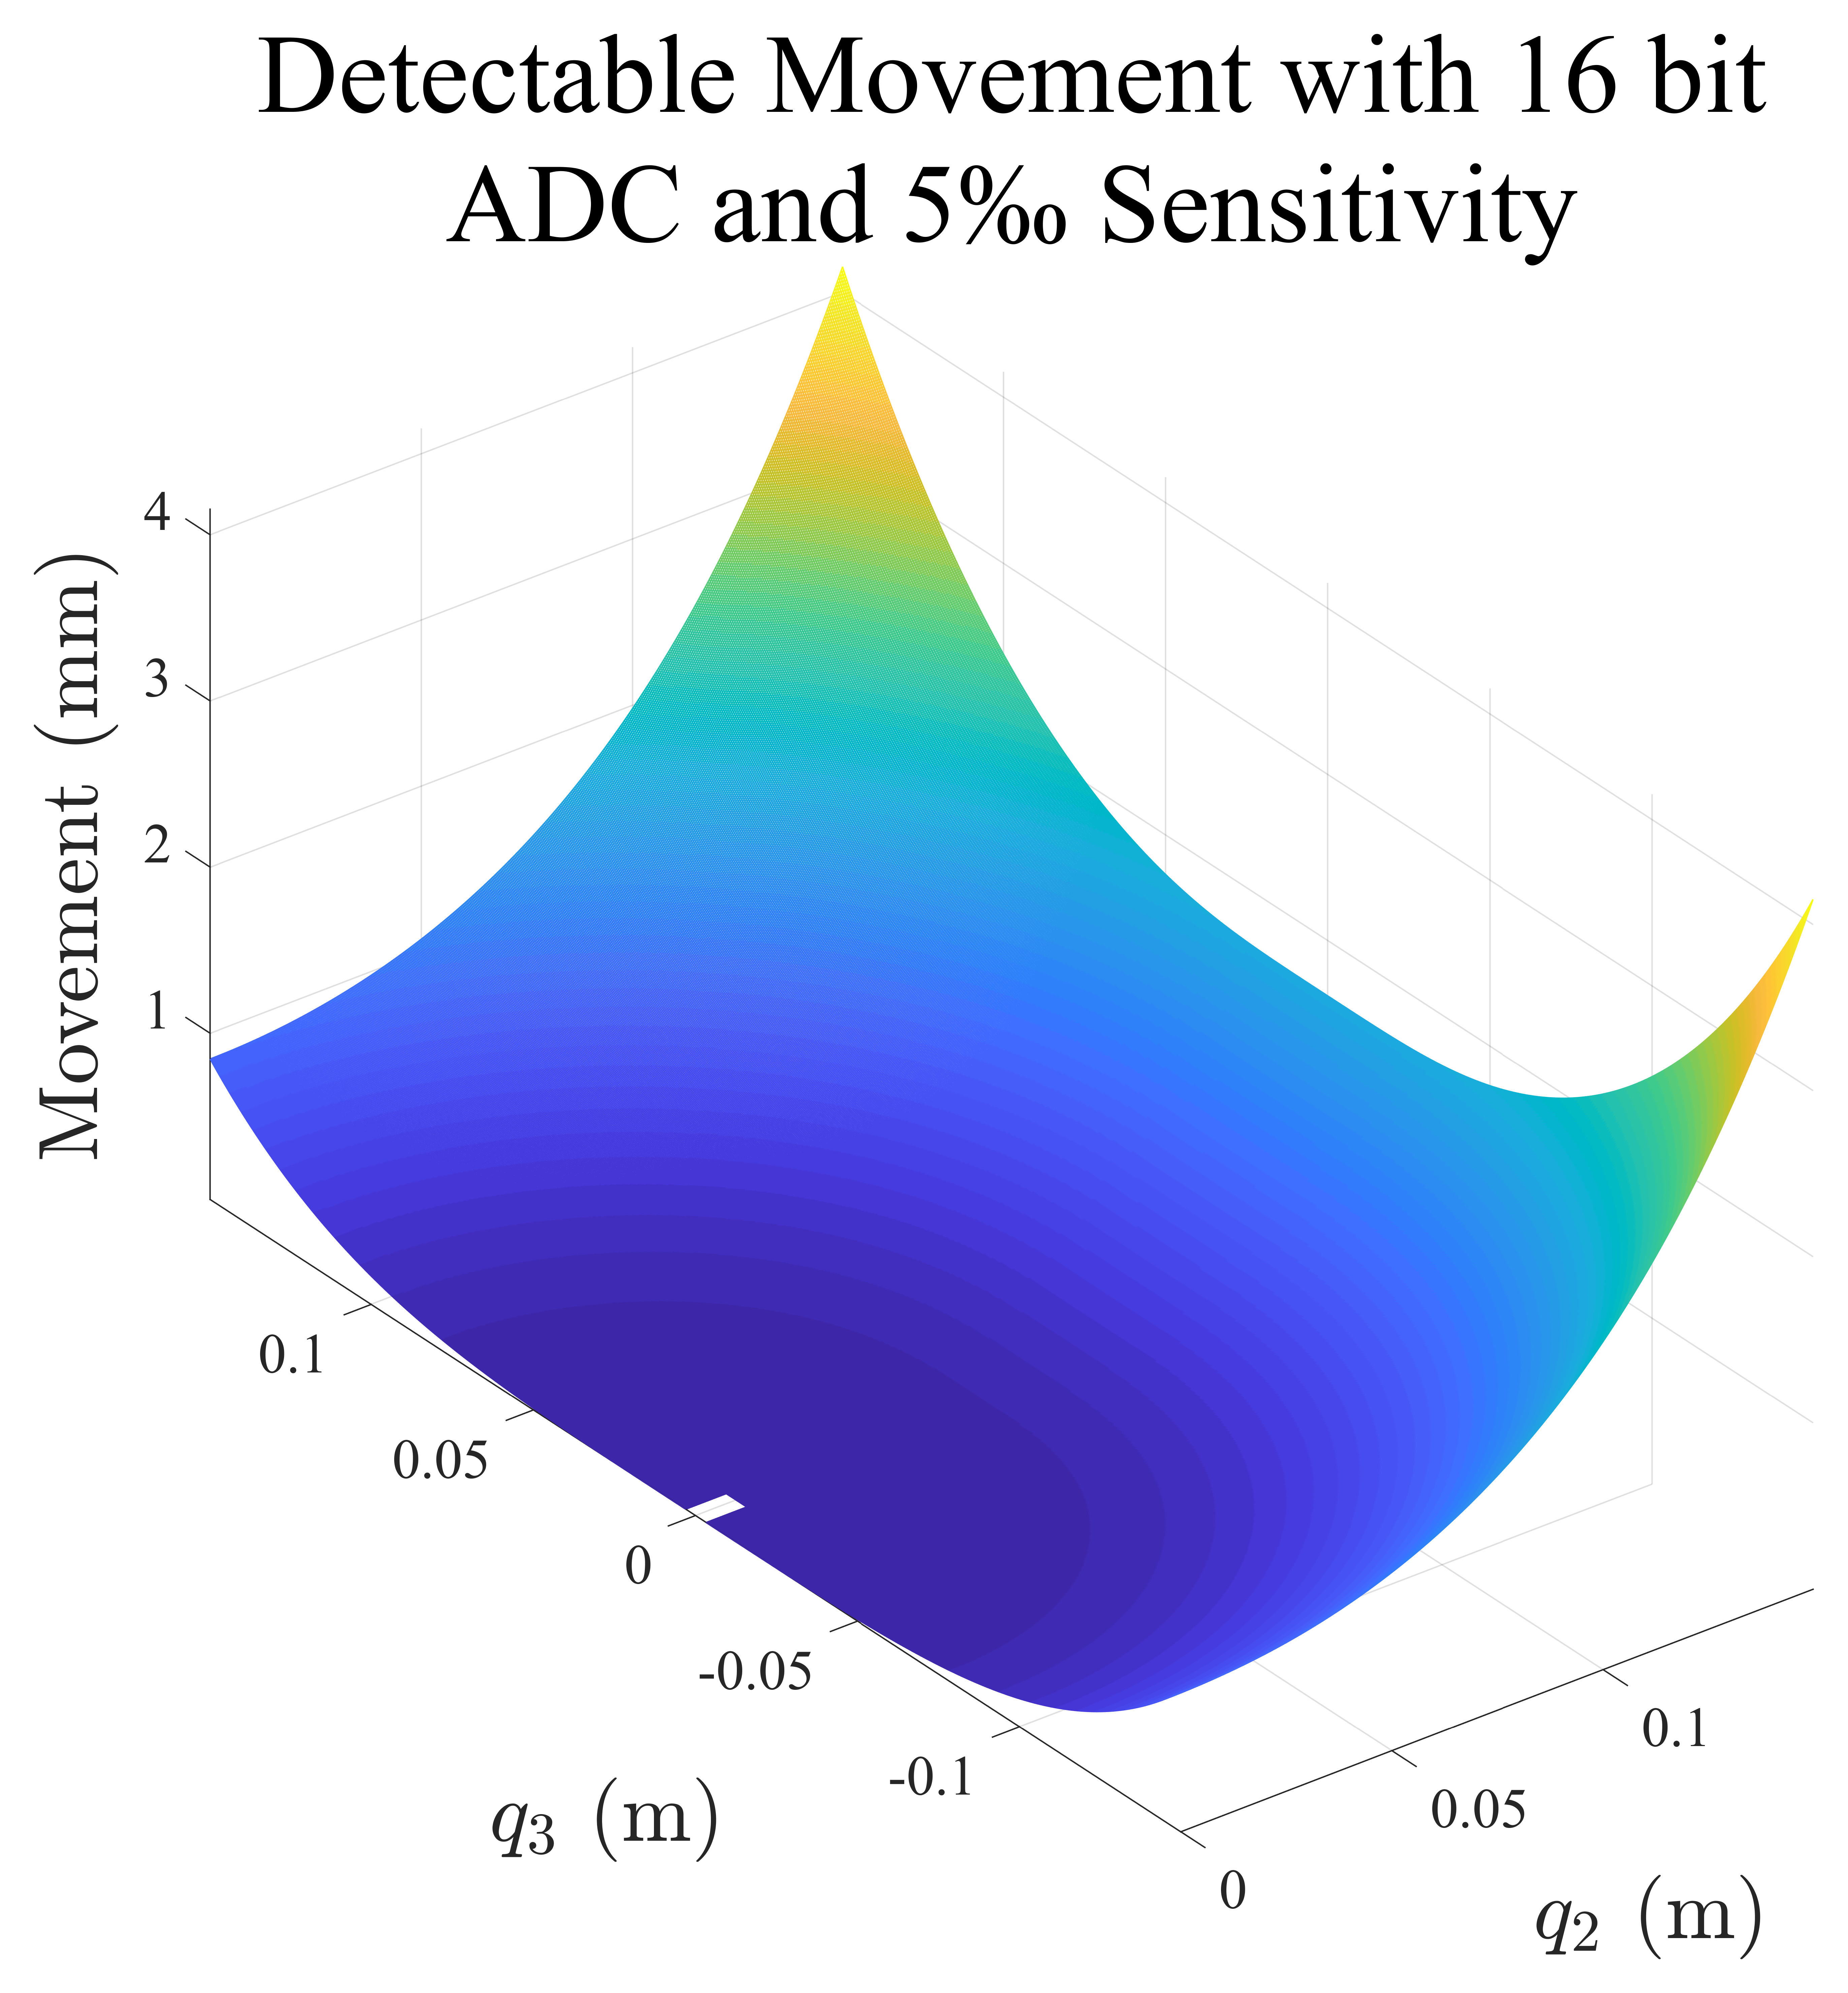 Detectable Movement with 16 bit
ADC and 5‰ Sensitivity
Movement (mm)
4
3
2
1
0.1
0.05
0
-0.05
-0.1
q₃ (m)
0
0.05
0.1
q₂ (m)